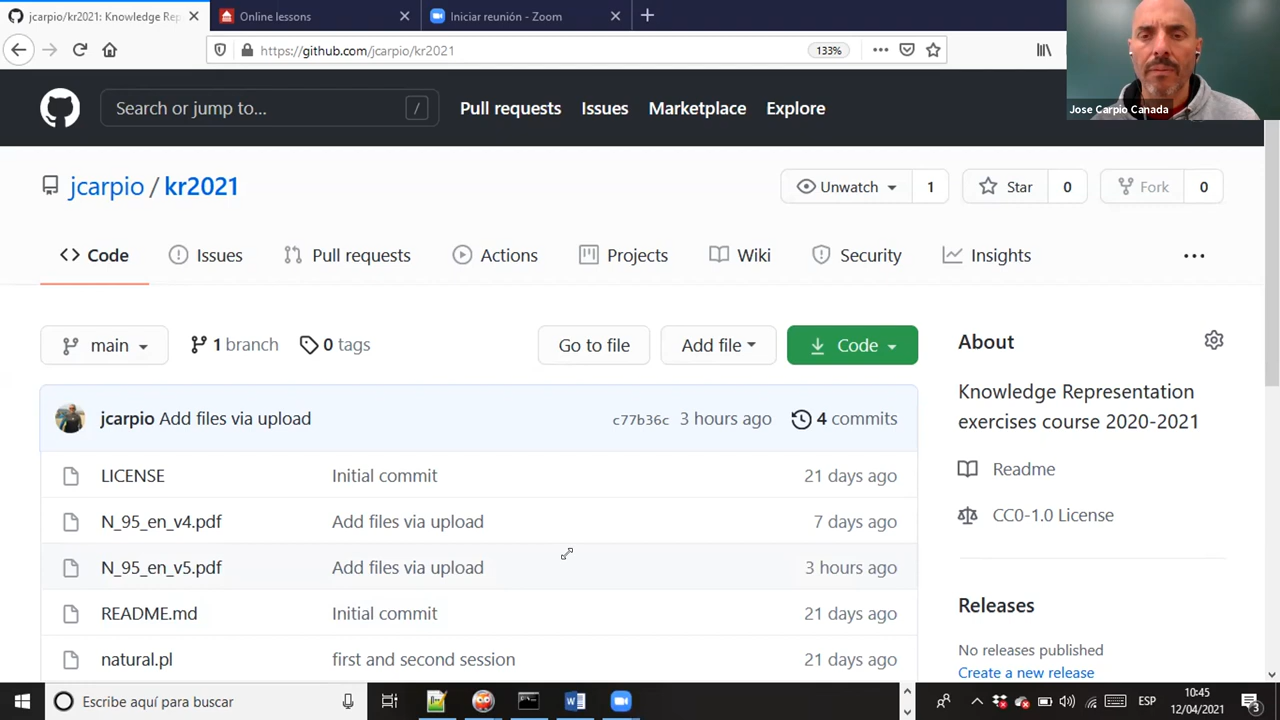 jcarpio/kr2021: Knowledge Rep
Online lessons
Iniciar reunión - Zoom
https://github.com/jcarpio/kr2021
133%
Jose Carpio Canada
Search or jump to...
/
Pull requests
Issues
Marketplace
Explore
jcarpio / kr2021
Unwatch
1
Star
0
Fork
0
Code
Issues
Pull requests
Actions
Projects
Wiki
Security
Insights
main
1 branch
0 tags
Go to file
Add file
Code
jcarpio Add files via upload
c77b36c
3 hours ago
4 commits
LICENSE
Initial commit
21 days ago
N_95_en_v4.pdf
Add files via upload
7 days ago
N_95_en_v5.pdf
Add files via upload
3 hours ago
README.md
Initial commit
21 days ago
natural.pl
first and second session
21 days ago
About
Knowledge Representation
exercises course 2020-2021
Readme
CC0-1.0 License
Releases
No releases published
Create a new release
Escribe aquí para buscar
ESP
10:45
12/04/2021
3